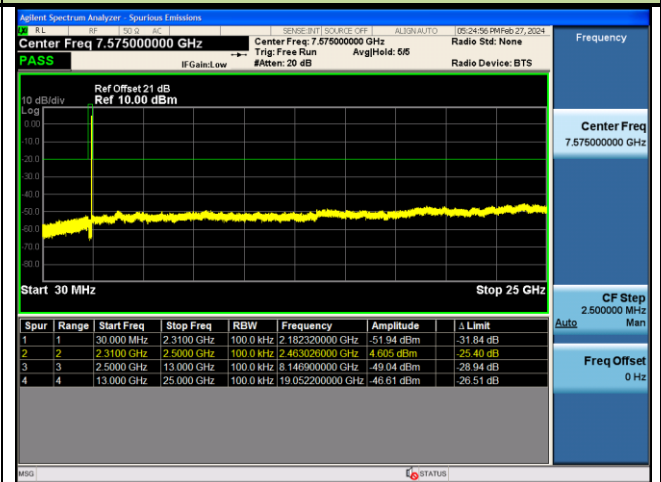 Agilent Spectrum Analyzer - Spurious Emissions
RL RF 50 Ω AC SENSE:INT SOURCE OFF ALIGNAUTO 05:24:56 PM Feb 27, 2024
Center Freq 7.575000000 GHz Center Freq: 7.575000000 GHz Radio Std: None
Trig: Free Run Avg|Hold: 5/5
PASS IFGain:Low #Atten: 20 dB Radio Device: BTS
Frequency
Ref Offset 21 dB
10 dB/div Ref 10.00 dBm
Log
0.00
-10.0
-20.0
-30.0
-40.0
-50.0
-60.0
-70.0
-80.0
Start 30 MHz Stop 25 GHz
Center Freq
7.575000000 GHz
CF Step
2.500000 MHz
Auto Man
Freq Offset
0 Hz
Spur Range Start Freq Stop Freq RBW Frequency Amplitude Δ Limit
1 1 30.000 MHz 2.3100 GHz 100.0 kHz 2.182320000 GHz -51.94 dBm -31.84 dB
2 2 2.3100 GHz 2.5000 GHz 100.0 kHz 2.463026000 GHz 4.605 dBm -25.40 dB
3 3 2.5000 GHz 13.000 GHz 100.0 kHz 8.146900000 GHz -49.04 dBm -28.94 dB
4 4 13.000 GHz 25.000 GHz 100.0 kHz 19.052200000 GHz -46.61 dBm -26.51 dB
MSG STATUS